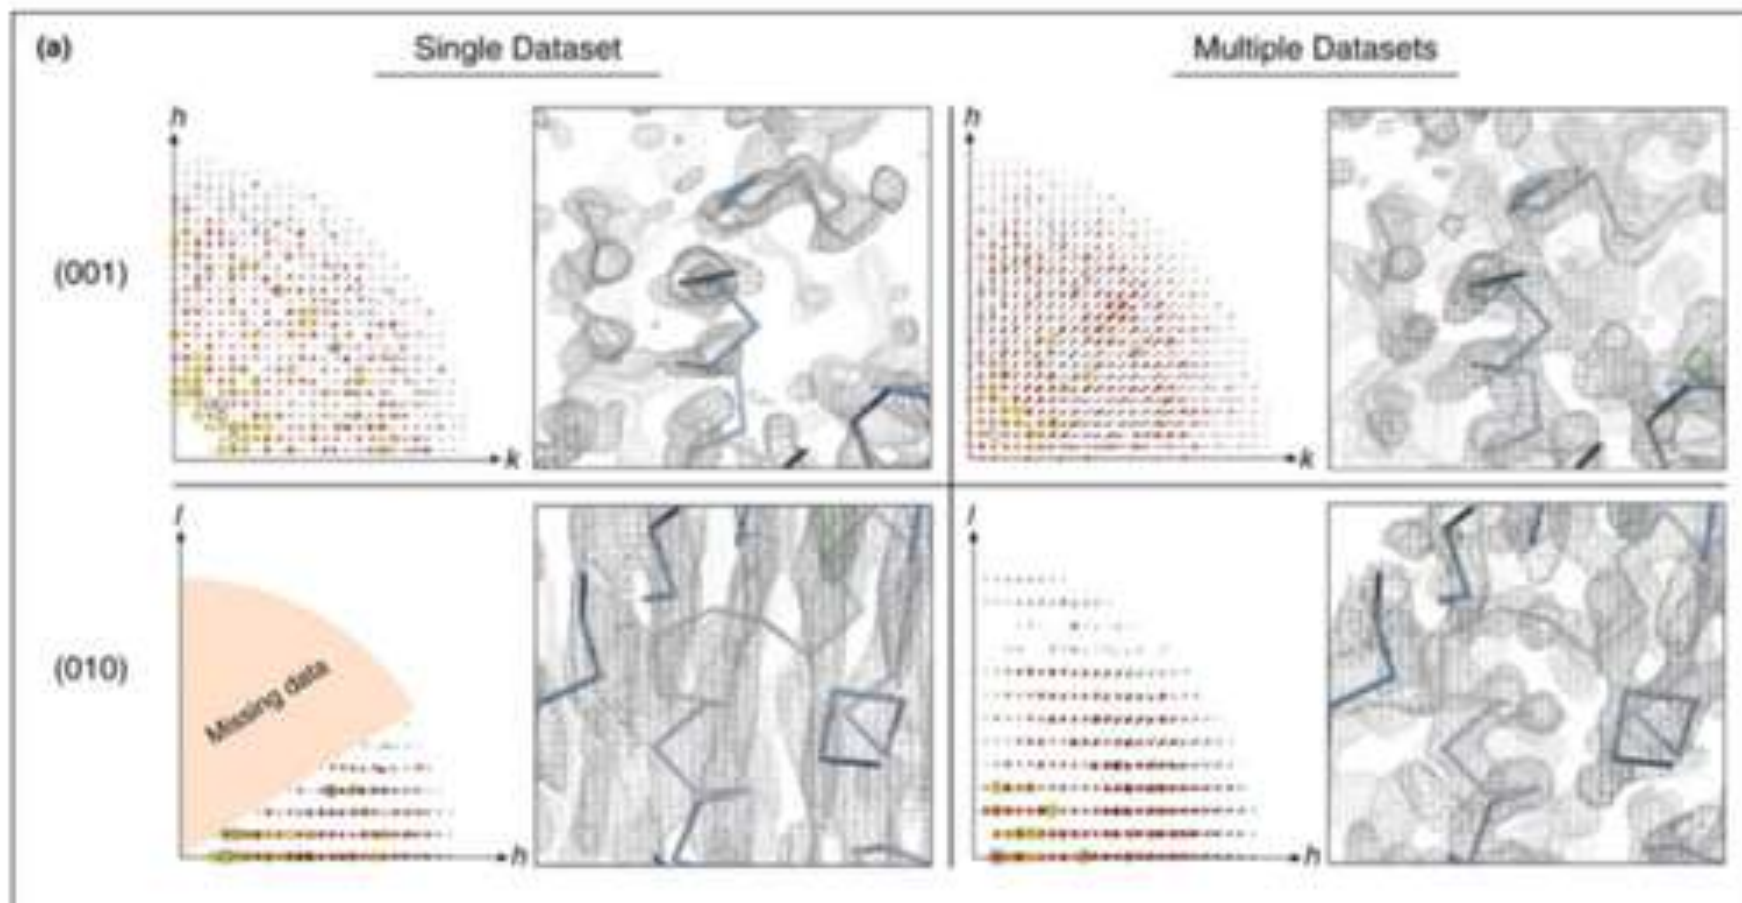 (a)
Single Dataset
Multiple Datasets
h
h
(001)
k
k
l
l
(010)
Missing data
h
h